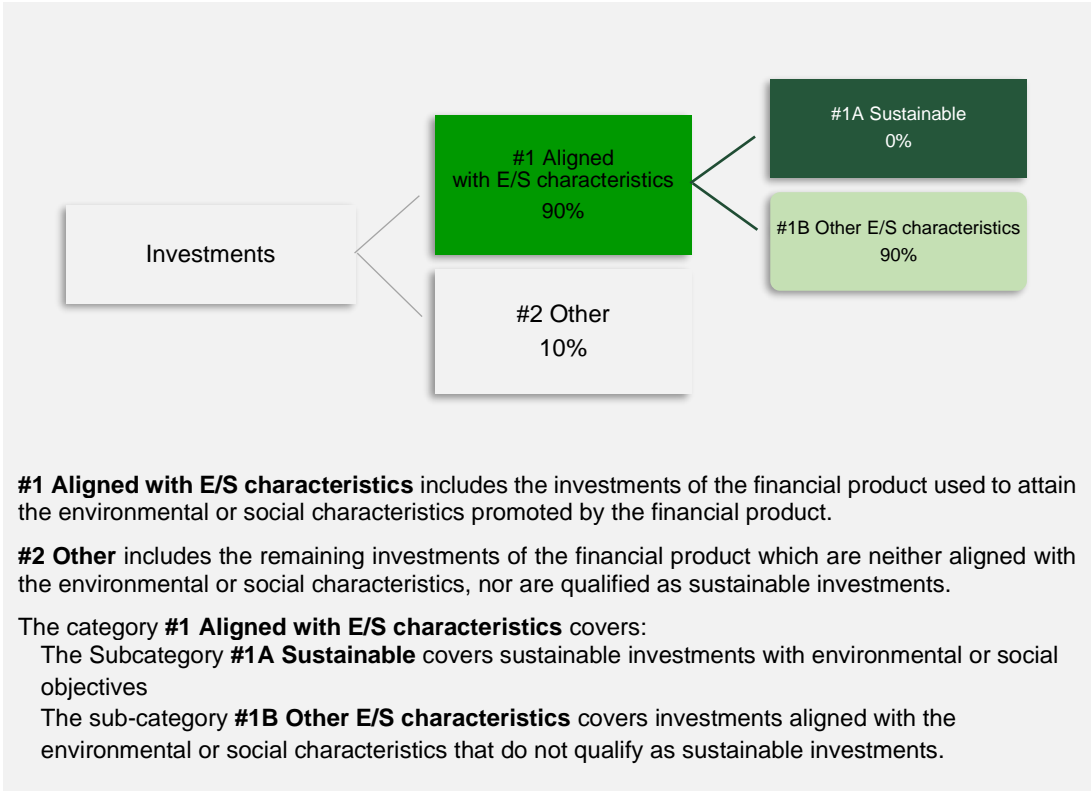 #1A Sustainable
0%
#1 Aligned
with E/S characteristics
90%
#1B Other E/S characteristics
90%
Investments
#2 Other
10%
#1 Aligned with E/S characteristics includes the investments of the financial product used to attain
the environmental or social characteristics promoted by the financial product.
#2 Other includes the remaining investments of the financial product which are neither aligned with
the environmental or social characteristics, nor are qualified as sustainable investments.
The category #1 Aligned with E/S characteristics covers:
The Subcategory #1A Sustainable covers sustainable investments with environmental or social
objectives
The sub-category #1B Other E/S characteristics covers investments aligned with the
environmental or social characteristics that do not qualify as sustainable investments.